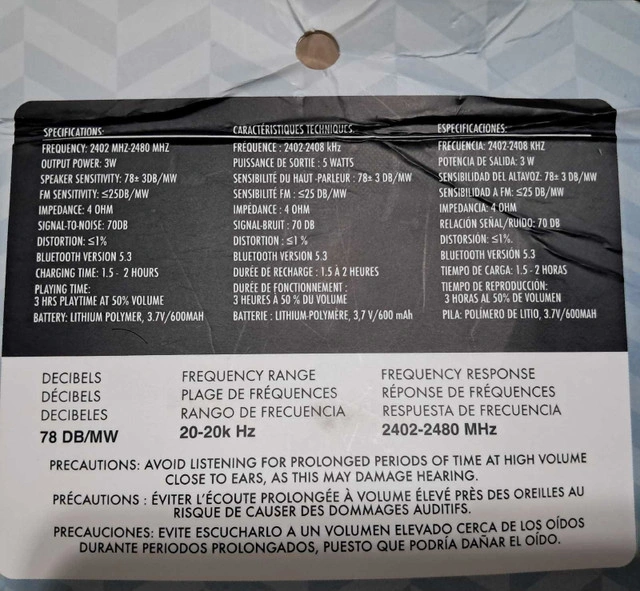 SPECIFICATIONS:
FREQUENCY: 2402 MHZ-2480 MHZ
OUTPUT POWER: 3W
SPEAKER SENSITIVITY: 78± 3DB/MW
FM SENSITIVITY: ≤25DB/MW
IMPEDANCE: 4 OHM
SIGNAL-TO-NOISE: 70DB
DISTORTION: ≤1%
BLUETOOTH VERSION 5.3
CHARGING TIME: 1.5 - 2 HOURS
PLAYING TIME:
3 HRS PLAYTIME AT 50% VOLUME
BATTERY: LITHIUM POLYMER, 3.7V/600MAH
CARACTÉRISTIQUES TECHNIQUES:
FRÉQUENCE : 2402-2408 kHz
PUISSANCE DE SORTIE : 5 WATTS
SENSIBILITÉ DU HAUT -PARLEUR : 78± 3 DB/MW
SENSIBILITÉ FM : ≤25 DB/MW
IMPÉDANCE : 4 OHM
SIGNAL-BRUIT : 70 DB
DISTORTION : ≤1 %
BLUETOOTH VERSION 5.3
DURÉE DE RECHARGE : 1.5 À 2 HEURES
DURÉE DE FONCTIONNEMENT :
3 HEURES À 50 % DU VOLUME
BATTERIE : LITHIUM-POLYMÈRE, 3,7 V/600 mAh
ESPECIFICACIONES:
FRECUENCIA: 2402-2408 KHZ
POTENCIA DE SALIDA: 3 W
SENSIBILIDAD DEL ALTAVOZ: 78± 3 DB/MW
SENSIBILIDAD A FM: ≤25 DB/MW
IMPEDANCIA: 4 OHM
RELACIÓN SEÑAL/RUIDO: 70 DB
DISTORSIÓN: ≤1%.
BLUETOOTH VERSIÓN 5.3
TIEMPO DE CARGA: 1.5 - 2 HORAS
TIEMPO DE REPRODUCCIÓN:
3 HORAS AL 50% DE VOLUMEN
PILA: POLÍMERO DE LITIO, 3.7V/600MAH
DECIBELS
DÉCIBELS
DECIBELES
78 DB/MW
FREQUENCY RANGE
PLAGE DE FRÉQUENCES
RANGO DE FRECUENCIA
20-20k Hz
FREQUENCY RESPONSE
RÉPONSE DE FRÉQUENCES
RESPUESTA DE FRECUENCIA
2402-2480 MHz
PRECAUTIONS: AVOID LISTENING FOR PROLONGED PERIODS OF TIME AT HIGH VOLUME
CLOSE TO EARS, AS THIS MAY DAMAGE HEARING.
PRÉCAUTIONS : ÉVITER L'ÉCOUTE PROLONGÉE À VOLUME ÉLEVÉ PRÈS DES OREILLES AU
RISQUE DE CAUSER DES DOMMAGES AUDITIFS.
PRECAUCIONES: EVITE ESCUCHARLO A UN VOLUMEN ELEVADO CERCA DE LOS OÍDOS
DURANTE PERIODOS PROLONGADOS, PUESTO QUE PODRÍA DAÑAR EL OÍDO.